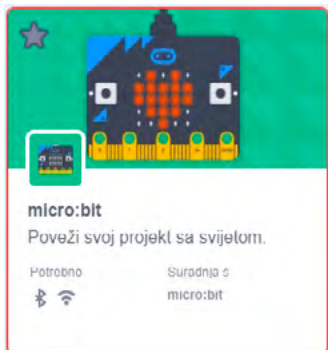 micro:bit
Poveži svoj projekt sa svijetom.
Potrebno
Suradnja s
micro:bit